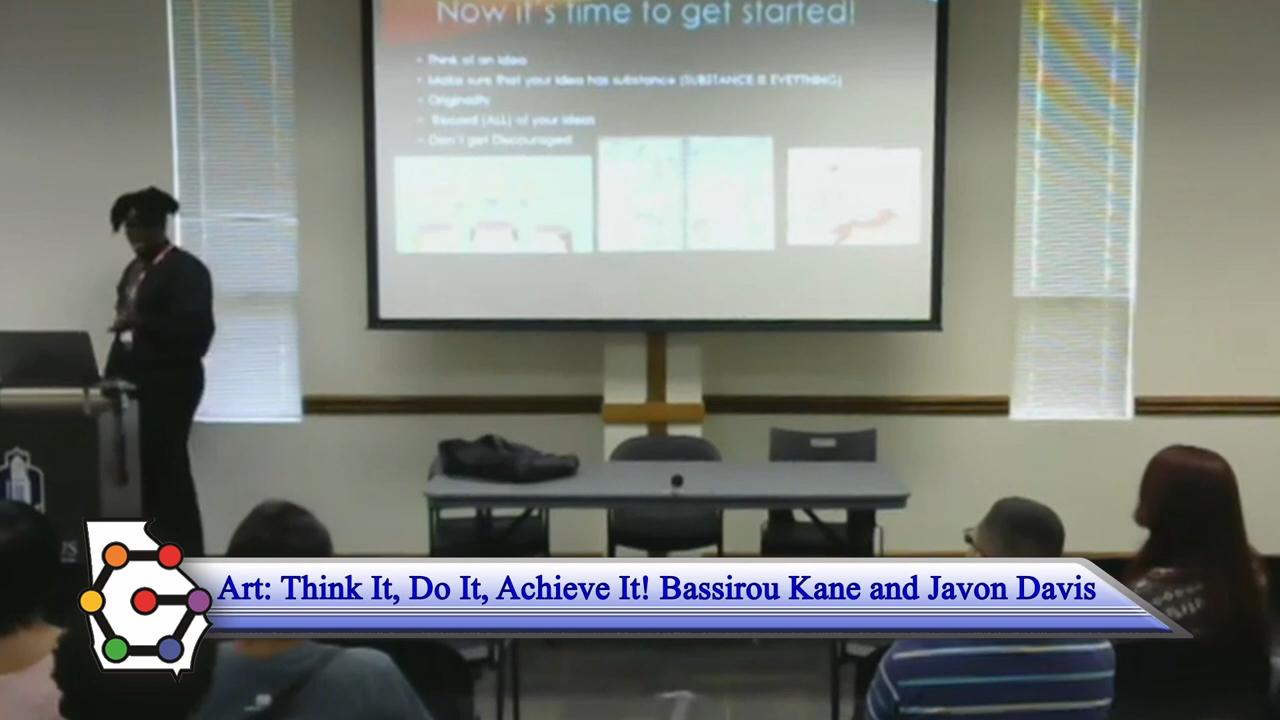 Now it's time to get started!
• Think of an idea
• Make sure that your idea has substance (SUBSTANCE IS EVYTHING)
• Originality
• Record (ALL) of your ideas
• Don't get Discouraged!
Art: Think It, Do It, Achieve It! Bassirou Kane and Javon Davis